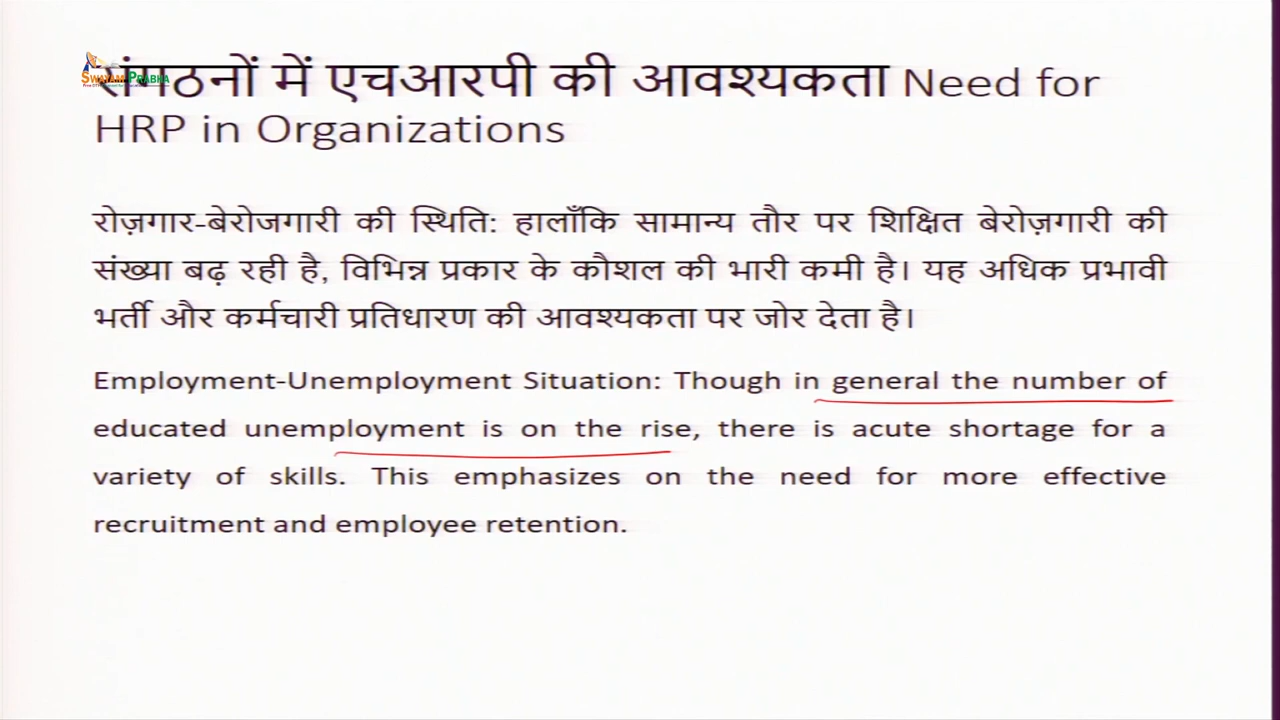 SWAYAM PRABHA
संगठनों में एचआरपी की आवश्यकता Need for
HRP in Organizations
रोज़गार-बेरोजगारी की स्थिति: हालाँकि सामान्य तौर पर शिक्षित बेरोज़गारी की
संख्या बढ़ रही है, विभिन्न प्रकार के कौशल की भारी कमी है। यह अधिक प्रभावी
भर्ती और कर्मचारी प्रतिधारण की आवश्यकता पर जोर देता है।
Employment-Unemployment Situation: Though in general the number of
educated unemployment is on the rise, there is acute shortage for a
variety of skills. This emphasizes on the need for more effective
recruitment and employee retention.